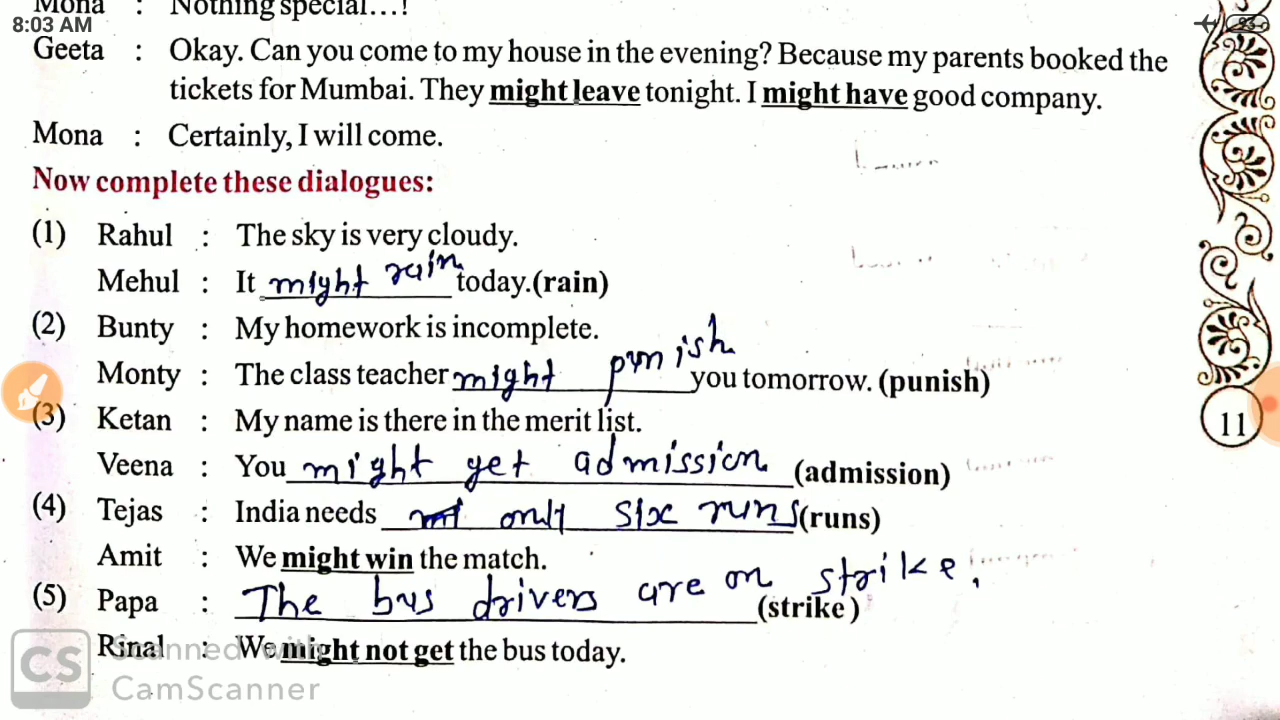 Mona : Nothing special...!
8:03 AM
93
Geeta : Okay. Can you come to my house in the evening? Because my parents booked the
tickets for Mumbai. They might leave tonight. I might have good company.
Mona : Certainly, I will come.
Now complete these dialogues:
(1) Rahul : The sky is very cloudy.
Mehul : It might rain today.(rain)
(2) Bunty : My homework is incomplete.
Monty : The class teacher might punish you tomorrow. (punish)
(3) Ketan : My name is there in the merit list.
11
Veena : You might get admission (admission)
(4) Tejas : India needs only six runs (runs)
Amit : We might win the match.
(5) Papa : The bus drivers are on strike. (strike)
Rinal : We might not get the bus today.
CS Scanned with
CamScanner